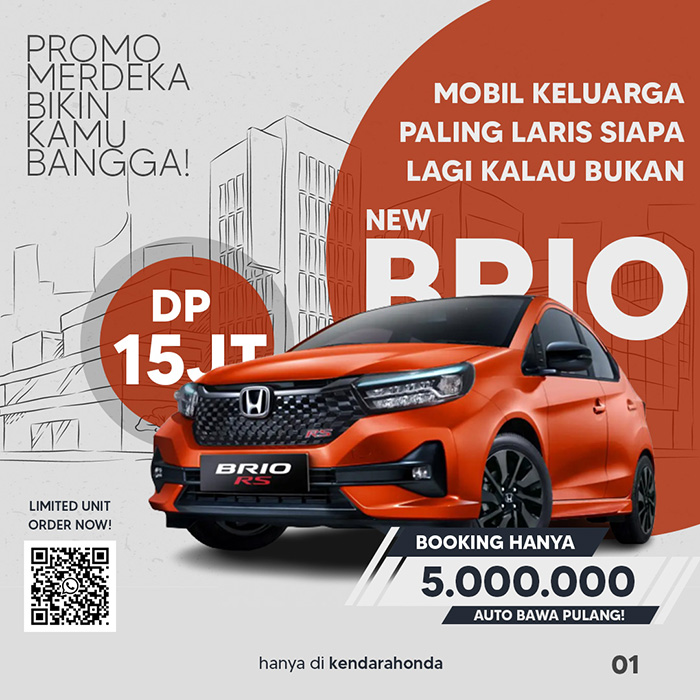 PROMO
MERDEKA
BIKIN
KAMU
BANGGA!
MOBIL KELUARGA
PALING LARIS SIAPA
LAGI KALAU BUKAN
NEW
BRIO
DP
15JT
RS
BRIO
RS
LIMITED UNIT
ORDER NOW!
BOOKING HANYA
5.000.000
AUTO BAWA PULANG!
hanya di kendarahonda
01